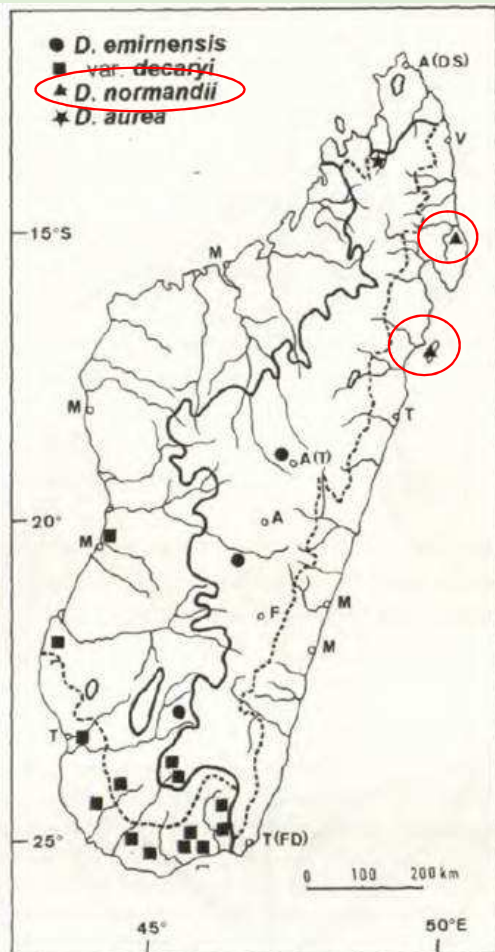 D. emirnensis
var. decaryi
D. normandii
D. aurea
A (DS)
V
15°S
M
M
T
A(T)
20°
A
M
F
M
M
T
25°
T (FD)
0 100 200 km
45°
50°E